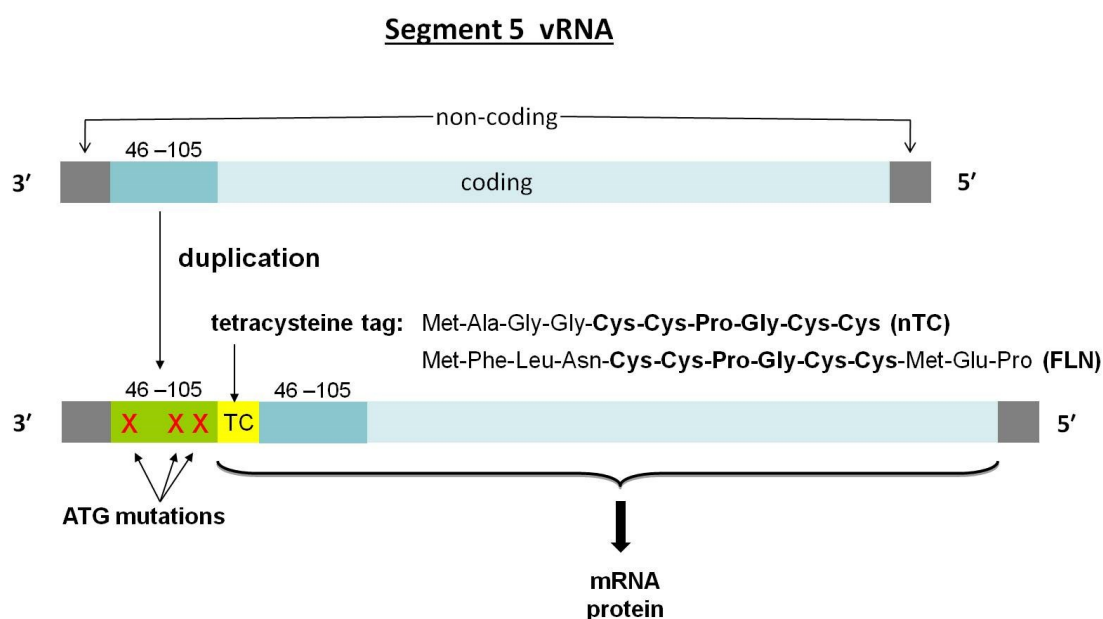 Segment 5 vRNA
non-coding
46 –105
3′ coding 5′
duplication
tetracysteine tag: Met-Ala-Gly-Gly-Cys-Cys-Pro-Gly-Cys-Cys (nTC)
Met-Phe-Leu-Asn-Cys-Cys-Pro-Gly-Cys-Cys-Met-Glu-Pro (FLN)
46 –105 46 –105
3′ X X X TC 5′
ATG mutations
mRNA
protein